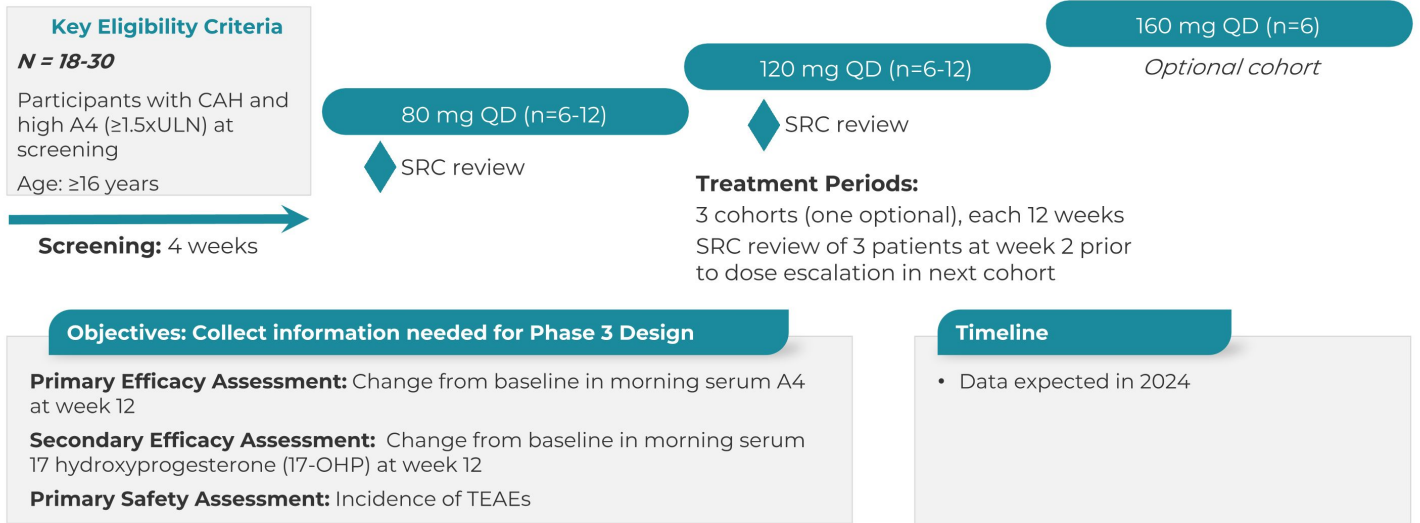 Key Eligibility Criteria
N = 18-30
Participants with CAH and
high A4 (≥1.5xULN) at
screening
Age: ≥16 years
Screening: 4 weeks
80 mg QD (n=6-12)
SRC review
120 mg QD (n=6-12)
SRC review
160 mg QD (n=6)
Optional cohort
Treatment Periods:
3 cohorts (one optional), each 12 weeks
SRC review of 3 patients at week 2 prior
to dose escalation in next cohort
Objectives: Collect information needed for Phase 3 Design
Primary Efficacy Assessment: Change from baseline in morning serum A4
at week 12
Secondary Efficacy Assessment: Change from baseline in morning serum
17 hydroxyprogesterone (17-OHP) at week 12
Primary Safety Assessment: Incidence of TEAEs
Timeline
• Data expected in 2024